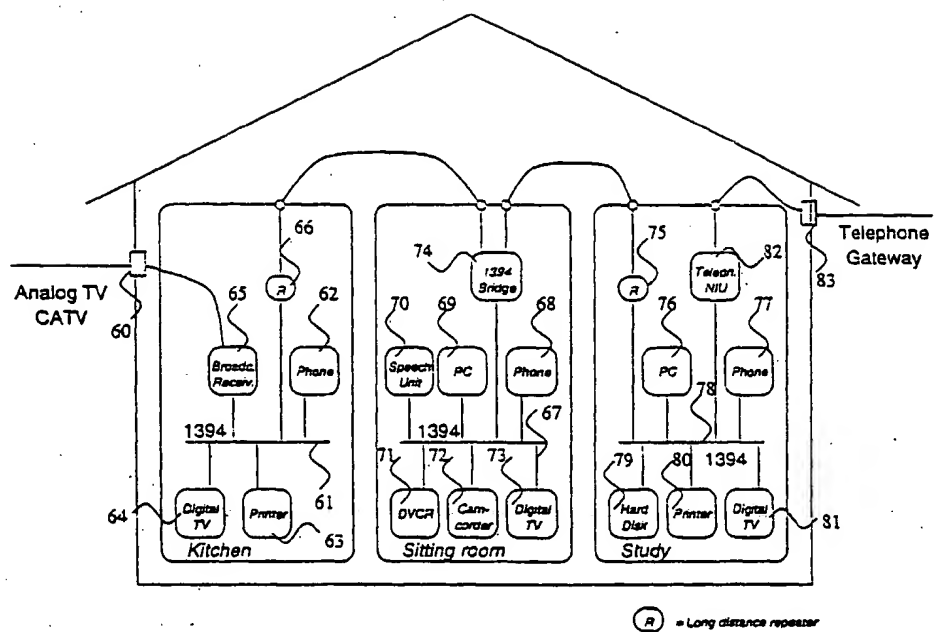 66
74
75
82
Telephone
Gateway
83
1394
Bridge
Teleph.
NIU
R
R
Analog TV
CATV
60
65
62
70
69
68
76
77
Broadc.
Receiv.
Phone
Speech
Unit
PC
Phone
PC
Phone
67
78
1394
1394
1394
61
71
72
73
79
80
64
Digital
TV
Printer
63
DVCR
Cam-
corder
Digital
TV
Hard
Disk
Printer
Digital
TV
81
Kitchen
Sitting room
Study
R = Long distance repeater